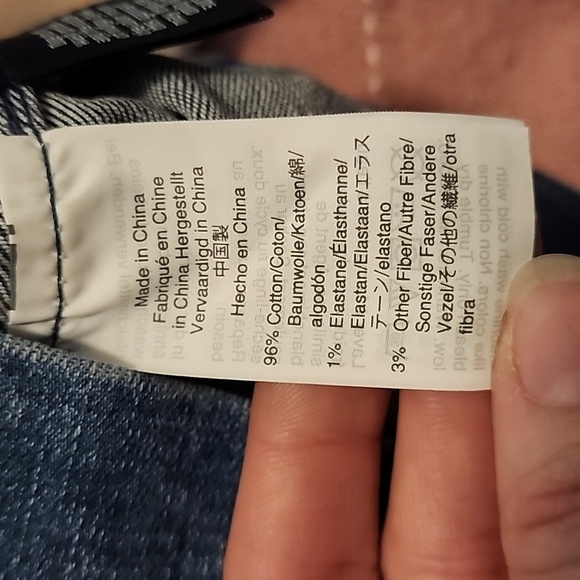 Made in China
Fabriqué en Chine
in China Hergestellt
Vervaardigd in China
中国製
Hecho en China
96% Cotton/Coton/
Baumwolle/Katoen/綿/
algodon
1% Elastane/Élasthanne/
Elastan/Elastaan/エラス
テーン/elastano
3% Other Fiber/Autre Fibre/
Sonstige Faser/Andere
Vezel/その他の繊維/otra
fibra